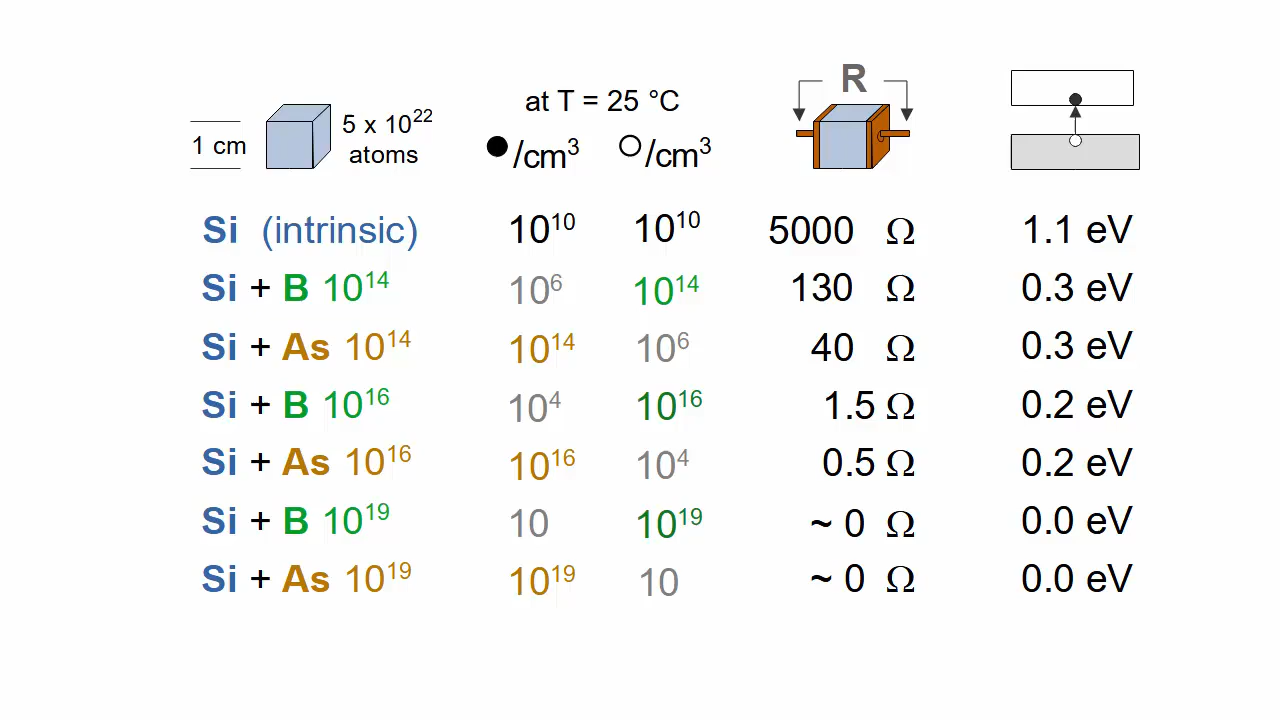 R
at T = 25 °C
1 cm
5 x 10²²
atoms
/cm³ /cm³
Si (intrinsic) 10¹⁰ 10¹⁰ 5000 Ω 1.1 eV
Si + B 10¹⁴ 10⁶ 10¹⁴ 130 Ω 0.3 eV
Si + As 10¹⁴ 10¹⁴ 10⁶ 40 Ω 0.3 eV
Si + B 10¹⁶ 10⁴ 10¹⁶ 1.5 Ω 0.2 eV
Si + As 10¹⁶ 10¹⁶ 10⁴ 0.5 Ω 0.2 eV
Si + B 10¹⁹ 10 10¹⁹ ~ 0 Ω 0.0 eV
Si + As 10¹⁹ 10¹⁹ 10 ~ 0 Ω 0.0 eV